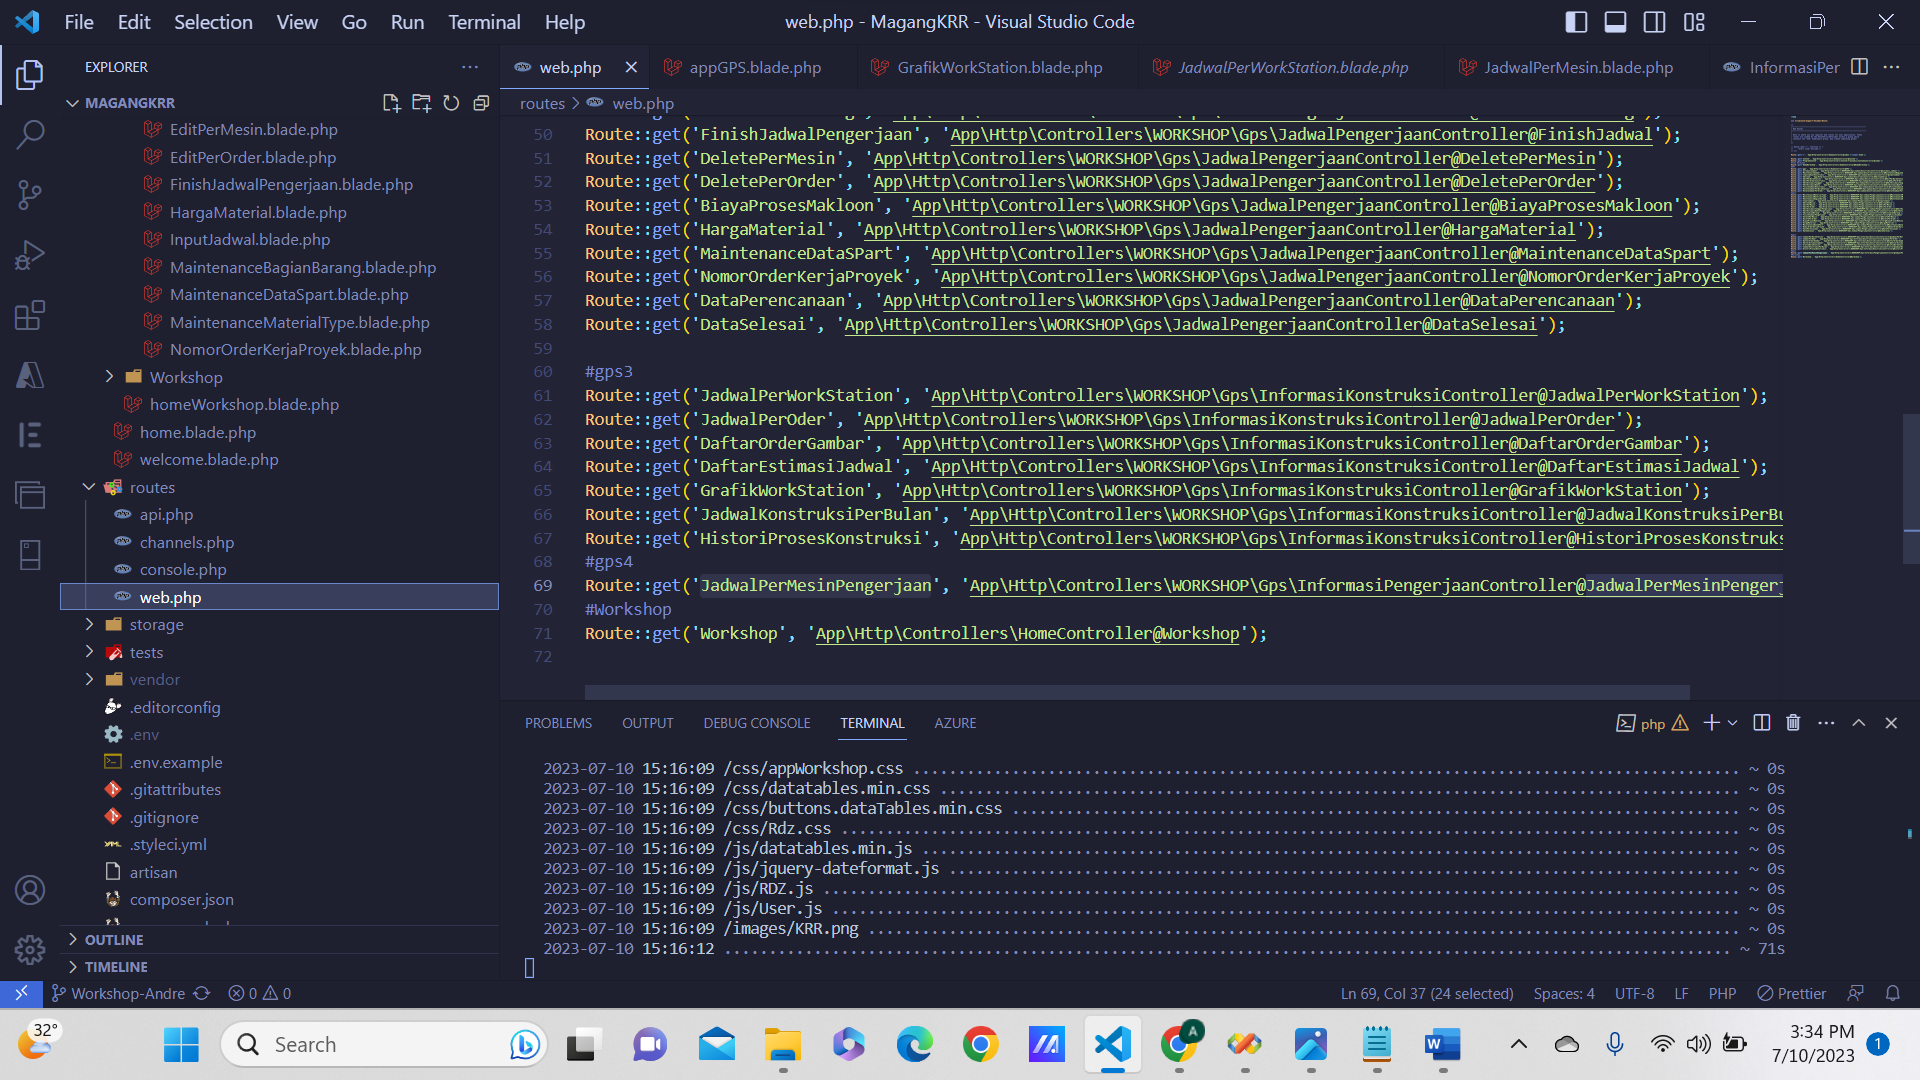 File Edit Selection View Go Run Terminal Help
web.php - MagangKRR - Visual Studio Code
EXPLORER
MAGANGKRR
EditPerMesin.blade.php
EditPerOrder.blade.php
FinishJadwalPengerjaan.blade.php
HargaMaterial.blade.php
InputJadwal.blade.php
MaintenanceBagianBarang.blade.php
MaintenanceDataSpart.blade.php
MaintenanceMaterialType.blade.php
NomorOrderKerjaProyek.blade.php
Workshop
homeWorkshop.blade.php
home.blade.php
welcome.blade.php
routes
api.php
channels.php
console.php
web.php
storage
tests
vendor
.editorconfig
.env
.env.example
.gitattributes
.gitignore
.styleci.yml
artisan
composer.json
OUTLINE
TIMELINE
web.php appGPS.blade.php GrafikWorkStation.blade.php JadwalPerWorkStation.blade.php JadwalPerMesin.blade.php InformasiPer
routes > web.php
50 Route::get('FinishJadwalPengerjaan', 'App\Http\Controllers\WORKSHOP\Gps\JadwalPengerjaanController@FinishJadwal');
51 Route::get('DeletePerMesin', 'App\Http\Controllers\WORKSHOP\Gps\JadwalPengerjaanController@DeletePerMesin');
52 Route::get('DeletePerOrder', 'App\Http\Controllers\WORKSHOP\Gps\JadwalPengerjaanController@DeletePerOrder');
53 Route::get('BiayaProsesMakloon', 'App\Http\Controllers\WORKSHOP\Gps\JadwalPengerjaanController@BiayaProsesMakloon');
54 Route::get('HargaMaterial', 'App\Http\Controllers\WORKSHOP\Gps\JadwalPengerjaanController@HargaMaterial');
55 Route::get('MaintenanceDataSPart', 'App\Http\Controllers\WORKSHOP\Gps\JadwalPengerjaanController@MaintenanceDataSpart');
56 Route::get('NomorOrderKerjaProyek', 'App\Http\Controllers\WORKSHOP\Gps\JadwalPengerjaanController@NomorOrderKerjaProyek');
57 Route::get('DataPerencanaan', 'App\Http\Controllers\WORKSHOP\Gps\JadwalPengerjaanController@DataPerencanaan');
58 Route::get('DataSelesai', 'App\Http\Controllers\WORKSHOP\Gps\JadwalPengerjaanController@DataSelesai');
59
60 #gps3
61 Route::get('JadwalPerWorkStation', 'App\Http\Controllers\WORKSHOP\Gps\InformasiKonstruksiController@JadwalPerWorkStation');
62 Route::get('JadwalPerOder', 'App\Http\Controllers\WORKSHOP\Gps\InformasiKonstruksiController@JadwalPerOrder');
63 Route::get('DaftarOrderGambar', 'App\Http\Controllers\WORKSHOP\Gps\InformasiKonstruksiController@DaftarOrderGambar');
64 Route::get('DaftarEstimasiJadwal', 'App\Http\Controllers\WORKSHOP\Gps\InformasiKonstruksiController@DaftarEstimasiJadwal');
65 Route::get('GrafikWorkStation', 'App\Http\Controllers\WORKSHOP\Gps\InformasiKonstruksiController@GrafikWorkStation');
66 Route::get('JadwalKonstruksiPerBulan', 'App\Http\Controllers\WORKSHOP\Gps\InformasiKonstruksiController@JadwalKonstruksiPerBu
67 Route::get('HistoriProsesKonstruksi', 'App\Http\Controllers\WORKSHOP\Gps\InformasiKonstruksiController@HistoriProsesKonstruks
68 #gps4
69 Route::get('JadwalPerMesinPengerjaan', 'App\Http\Controllers\WORKSHOP\Gps\InformasiPengerjaanController@JadwalPerMesinPengerj
70 #Workshop
71 Route::get('Workshop', 'App\Http\Controllers\HomeController@Workshop');
72
PROBLEMS OUTPUT DEBUG CONSOLE TERMINAL AZURE
php
2023-07-10 15:16:09 /css/appWorkshop.css ~ 0s
2023-07-10 15:16:09 /css/datatables.min.css ~ 0s
2023-07-10 15:16:09 /css/buttons.dataTables.min.css ~ 0s
2023-07-10 15:16:09 /css/Rdz.css ~ 0s
2023-07-10 15:16:09 /js/datatables.min.js ~ 0s
2023-07-10 15:16:09 /js/jquery-dateformat.js ~ 0s
2023-07-10 15:16:09 /js/RDZ.js ~ 0s
2023-07-10 15:16:09 /js/User.js ~ 0s
2023-07-10 15:16:09 /images/KRR.png ~ 0s
2023-07-10 15:16:12 ~ 71s
Workshop-Andre 0 0
Ln 69, Col 37 (24 selected) Spaces: 4 UTF-8 LF PHP Prettier
32°
Search
A
3:34 PM
7/10/2023
1